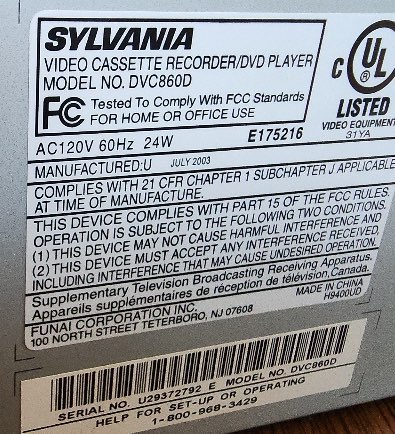 SYLVANIA
VIDEO CASSETTE RECORDER/DVD PLAYER
MODEL NO. DVC860D
FC Tested To Comply With FCC Standards
FOR HOME OR OFFICE USE
C UL ®
LISTED
VIDEO EQUIPMENT
31YA
AC120V 60Hz 24W E175216
MANUFACTURED:U JULY 2003
COMPLIES WITH 21 CFR CHAPTER 1 SUBCHAPTER J APPLICABLE
AT TIME OF MANUFACTURE.
THIS DEVICE COMPLIES WITH PART 15 OF THE FCC RULES.
OPERATION IS SUBJECT TO THE FOLLOWING TWO CONDITIONS.
(1) THIS DEVICE MAY NOT CAUSE HARMFUL INTERFERENCE AND
(2) THIS DEVICE MUST ACCEPT ANY INTERFERENCE,
INCLUDING INTERFERENCE THAT MAY CAUSE UNDESIRED OPERATION.
Supplementary Television Broadcasting Receiving Apparatus.
Appareils supplémentaires de réception de télévision,Canada.
FUNAI CORPORATION INC. MADE IN CHINA
100 NORTH STREET TETERBORO, NJ 07608 H9400UD
SERIAL NO. U29372792 E MODEL NO. DVC860D
HELP FOR SET-UP OR OPERATING
1-800-968-3429